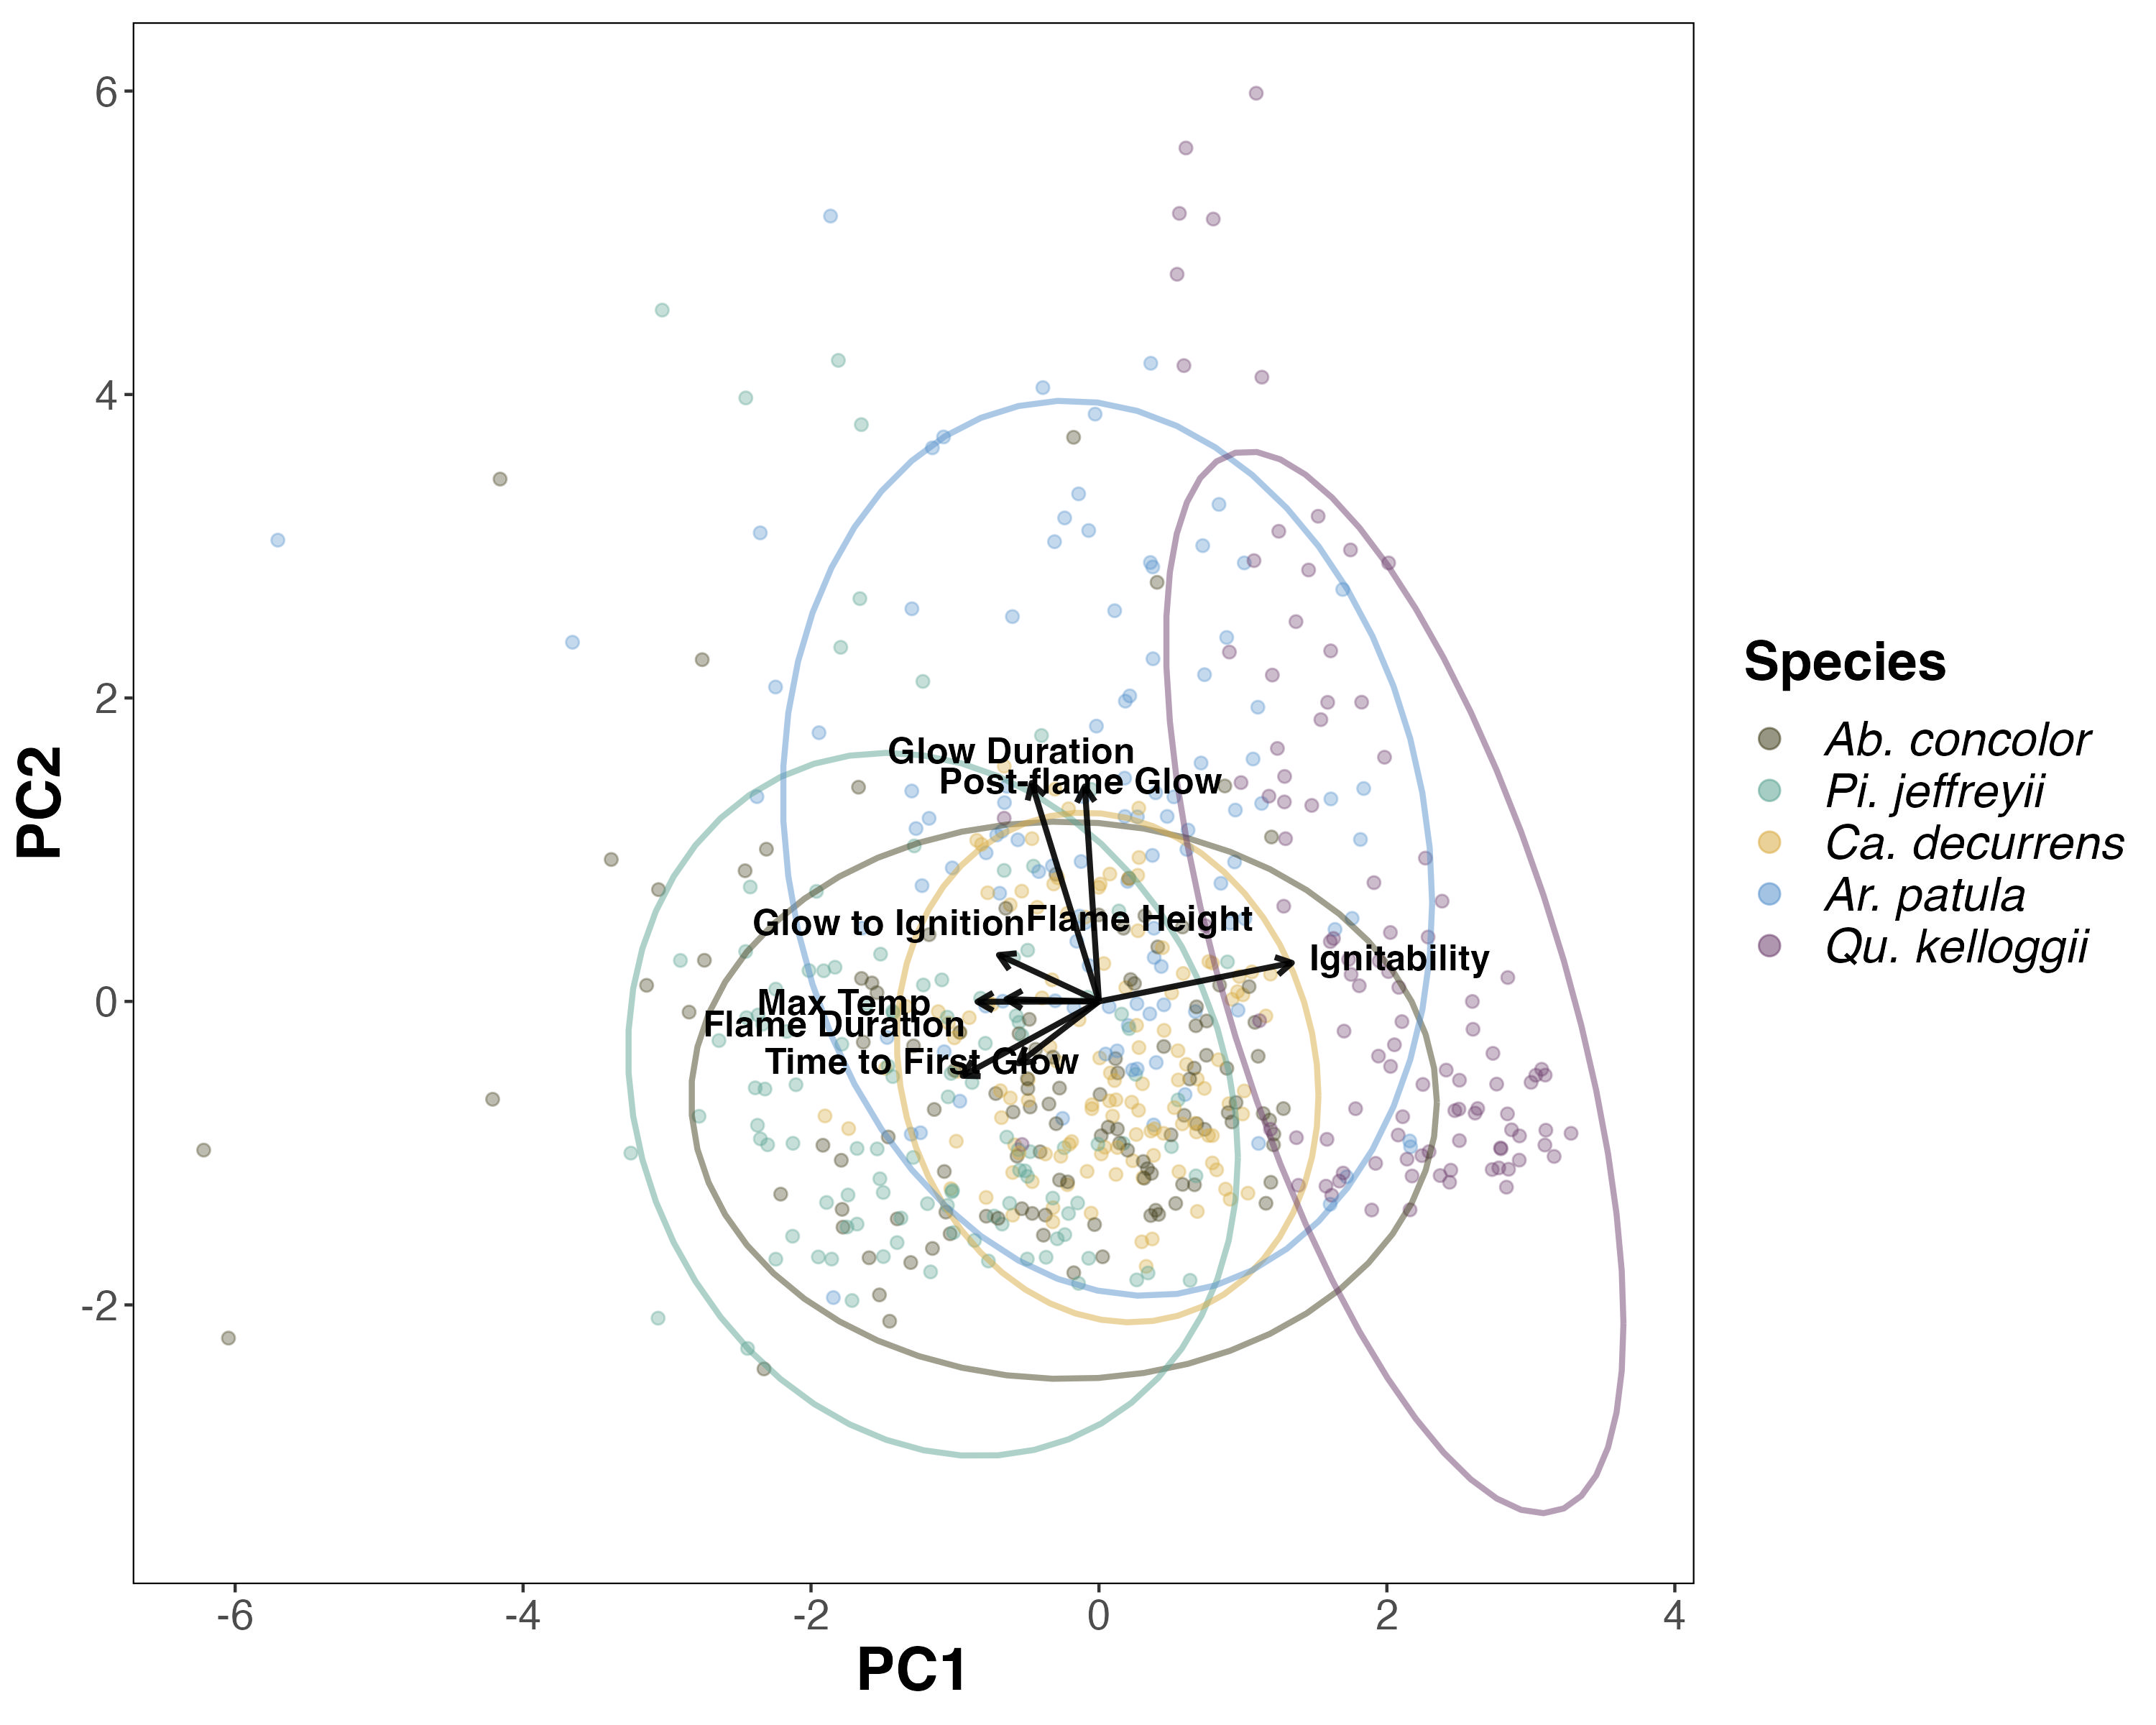 6
4
2
0
-2
-6
-4
-2
0
2
4
PC1
PC2
Glow Duration
Post-flame Glow
Glow to Ignition
Flame Height
Ignitability
Max Temp
Flame Duration
Time to First Glow
Species
Ab. concolor
Pi. jeffreyii
Ca. decurrens
Ar. patula
Qu. kelloggii